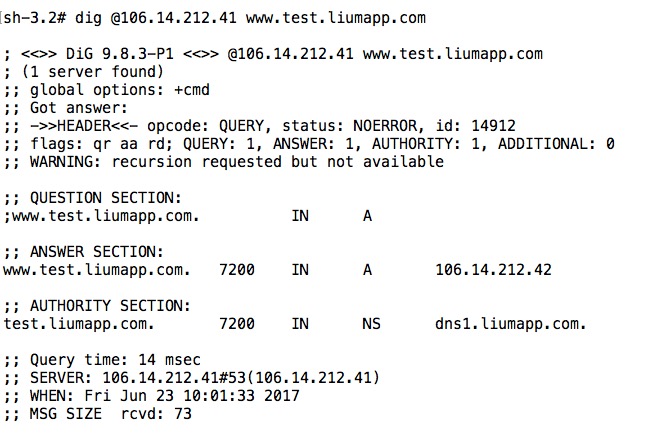 sh-3.2# dig @106.14.212.41 www.test.liumapp.com
; <<>> DiG 9.8.3-P1 <<>> @106.14.212.41 www.test.liumapp.com
; (1 server found)
;; global options: +cmd
;; Got answer:
;; ->>HEADER<<- opcode: QUERY, status: NOERROR, id: 14912
;; flags: qr aa rd; QUERY: 1, ANSWER: 1, AUTHORITY: 1, ADDITIONAL: 0
;; WARNING: recursion requested but not available
;; QUESTION SECTION:
;www.test.liumapp.com. IN A
;; ANSWER SECTION:
www.test.liumapp.com. 7200 IN A 106.14.212.42
;; AUTHORITY SECTION:
test.liumapp.com. 7200 IN NS dns1.liumapp.com.
;; Query time: 14 msec
;; SERVER: 106.14.212.41#53(106.14.212.41)
;; WHEN: Fri Jun 23 10:01:33 2017
;; MSG SIZE rcvd: 73